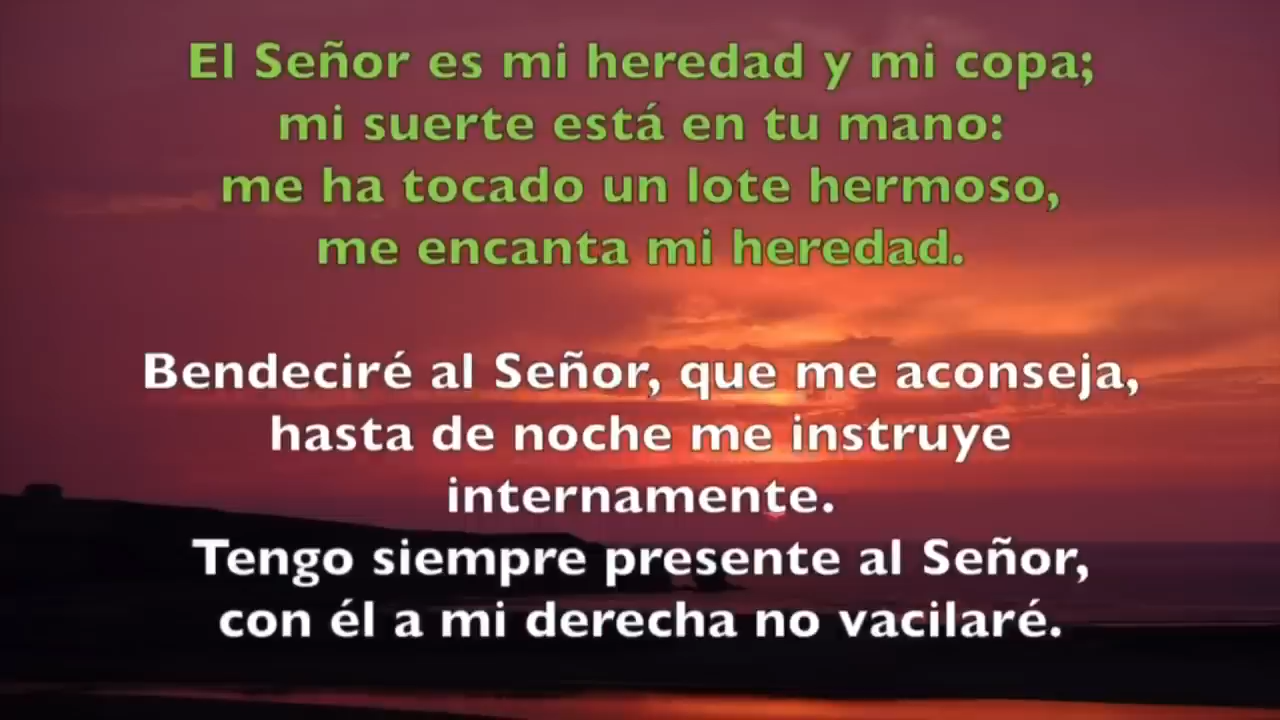 El Señor es mi heredad y mi copa;
mi suerte está en tu mano:
me ha tocado un lote hermoso,
me encanta mi heredad.
Bendeciré al Señor, que me aconseja,
hasta de noche me instruye
internamente.
Tengo siempre presente al Señor,
con él a mi derecha no vacilaré.